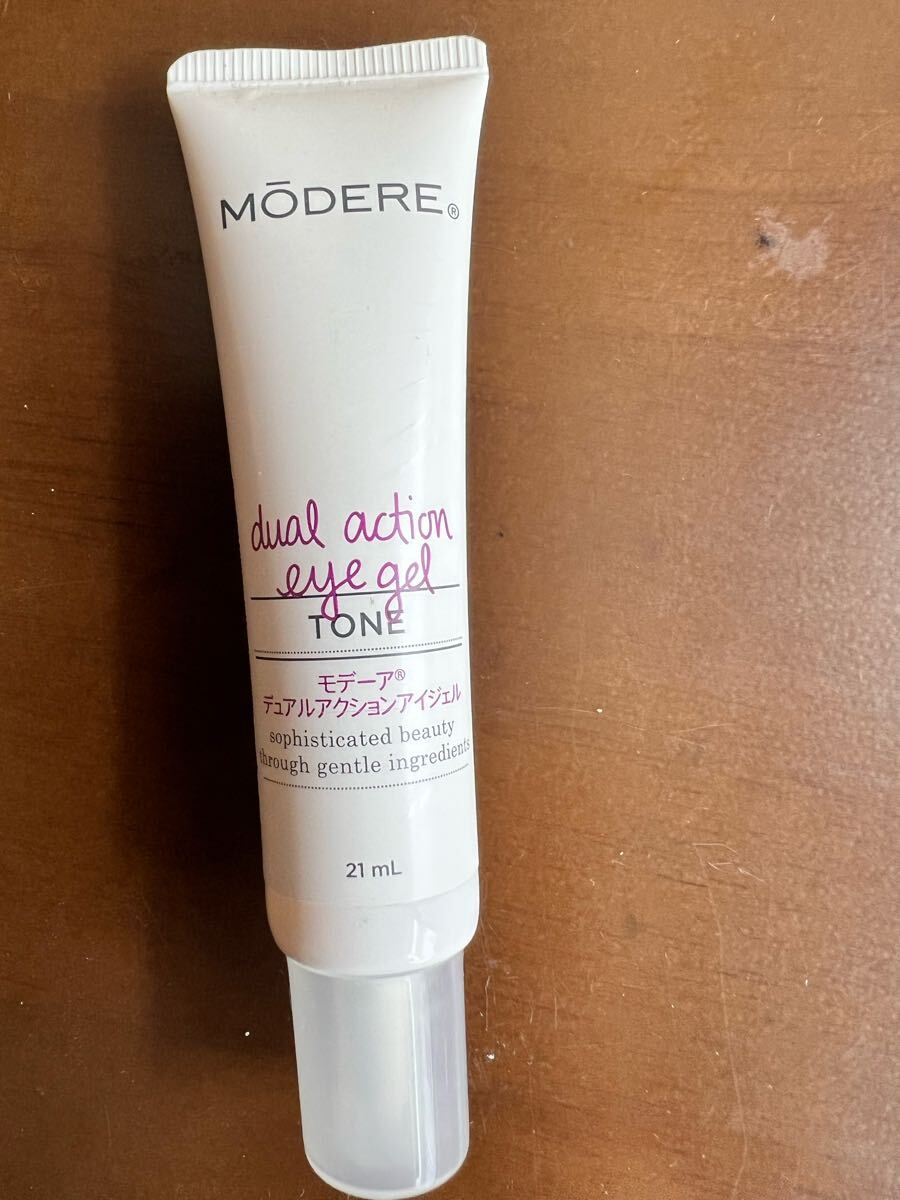 MŌDERE®
dual action
eye gel
TONE
モデーア®
デュアルアクションアイジェル
sophisticated beauty
through gentle ingredients
21 mL